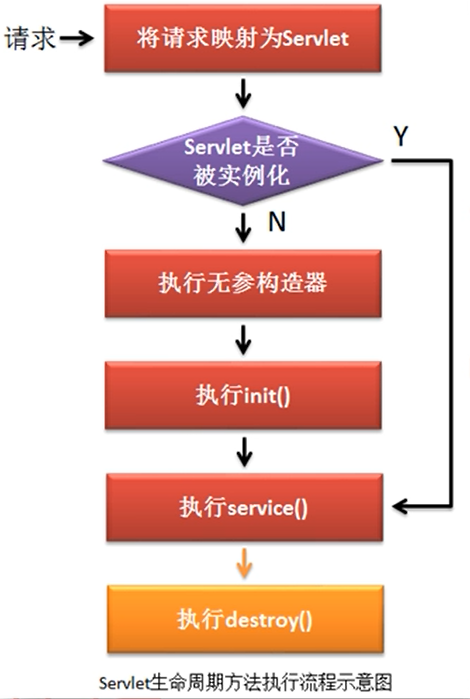 请求
将请求映射为Servlet
Servlet是否
被实例化
Y
N
执行无参构造器
执行init()
执行service()
执行destroy()
Servlet生命周期方法执行流程示意图